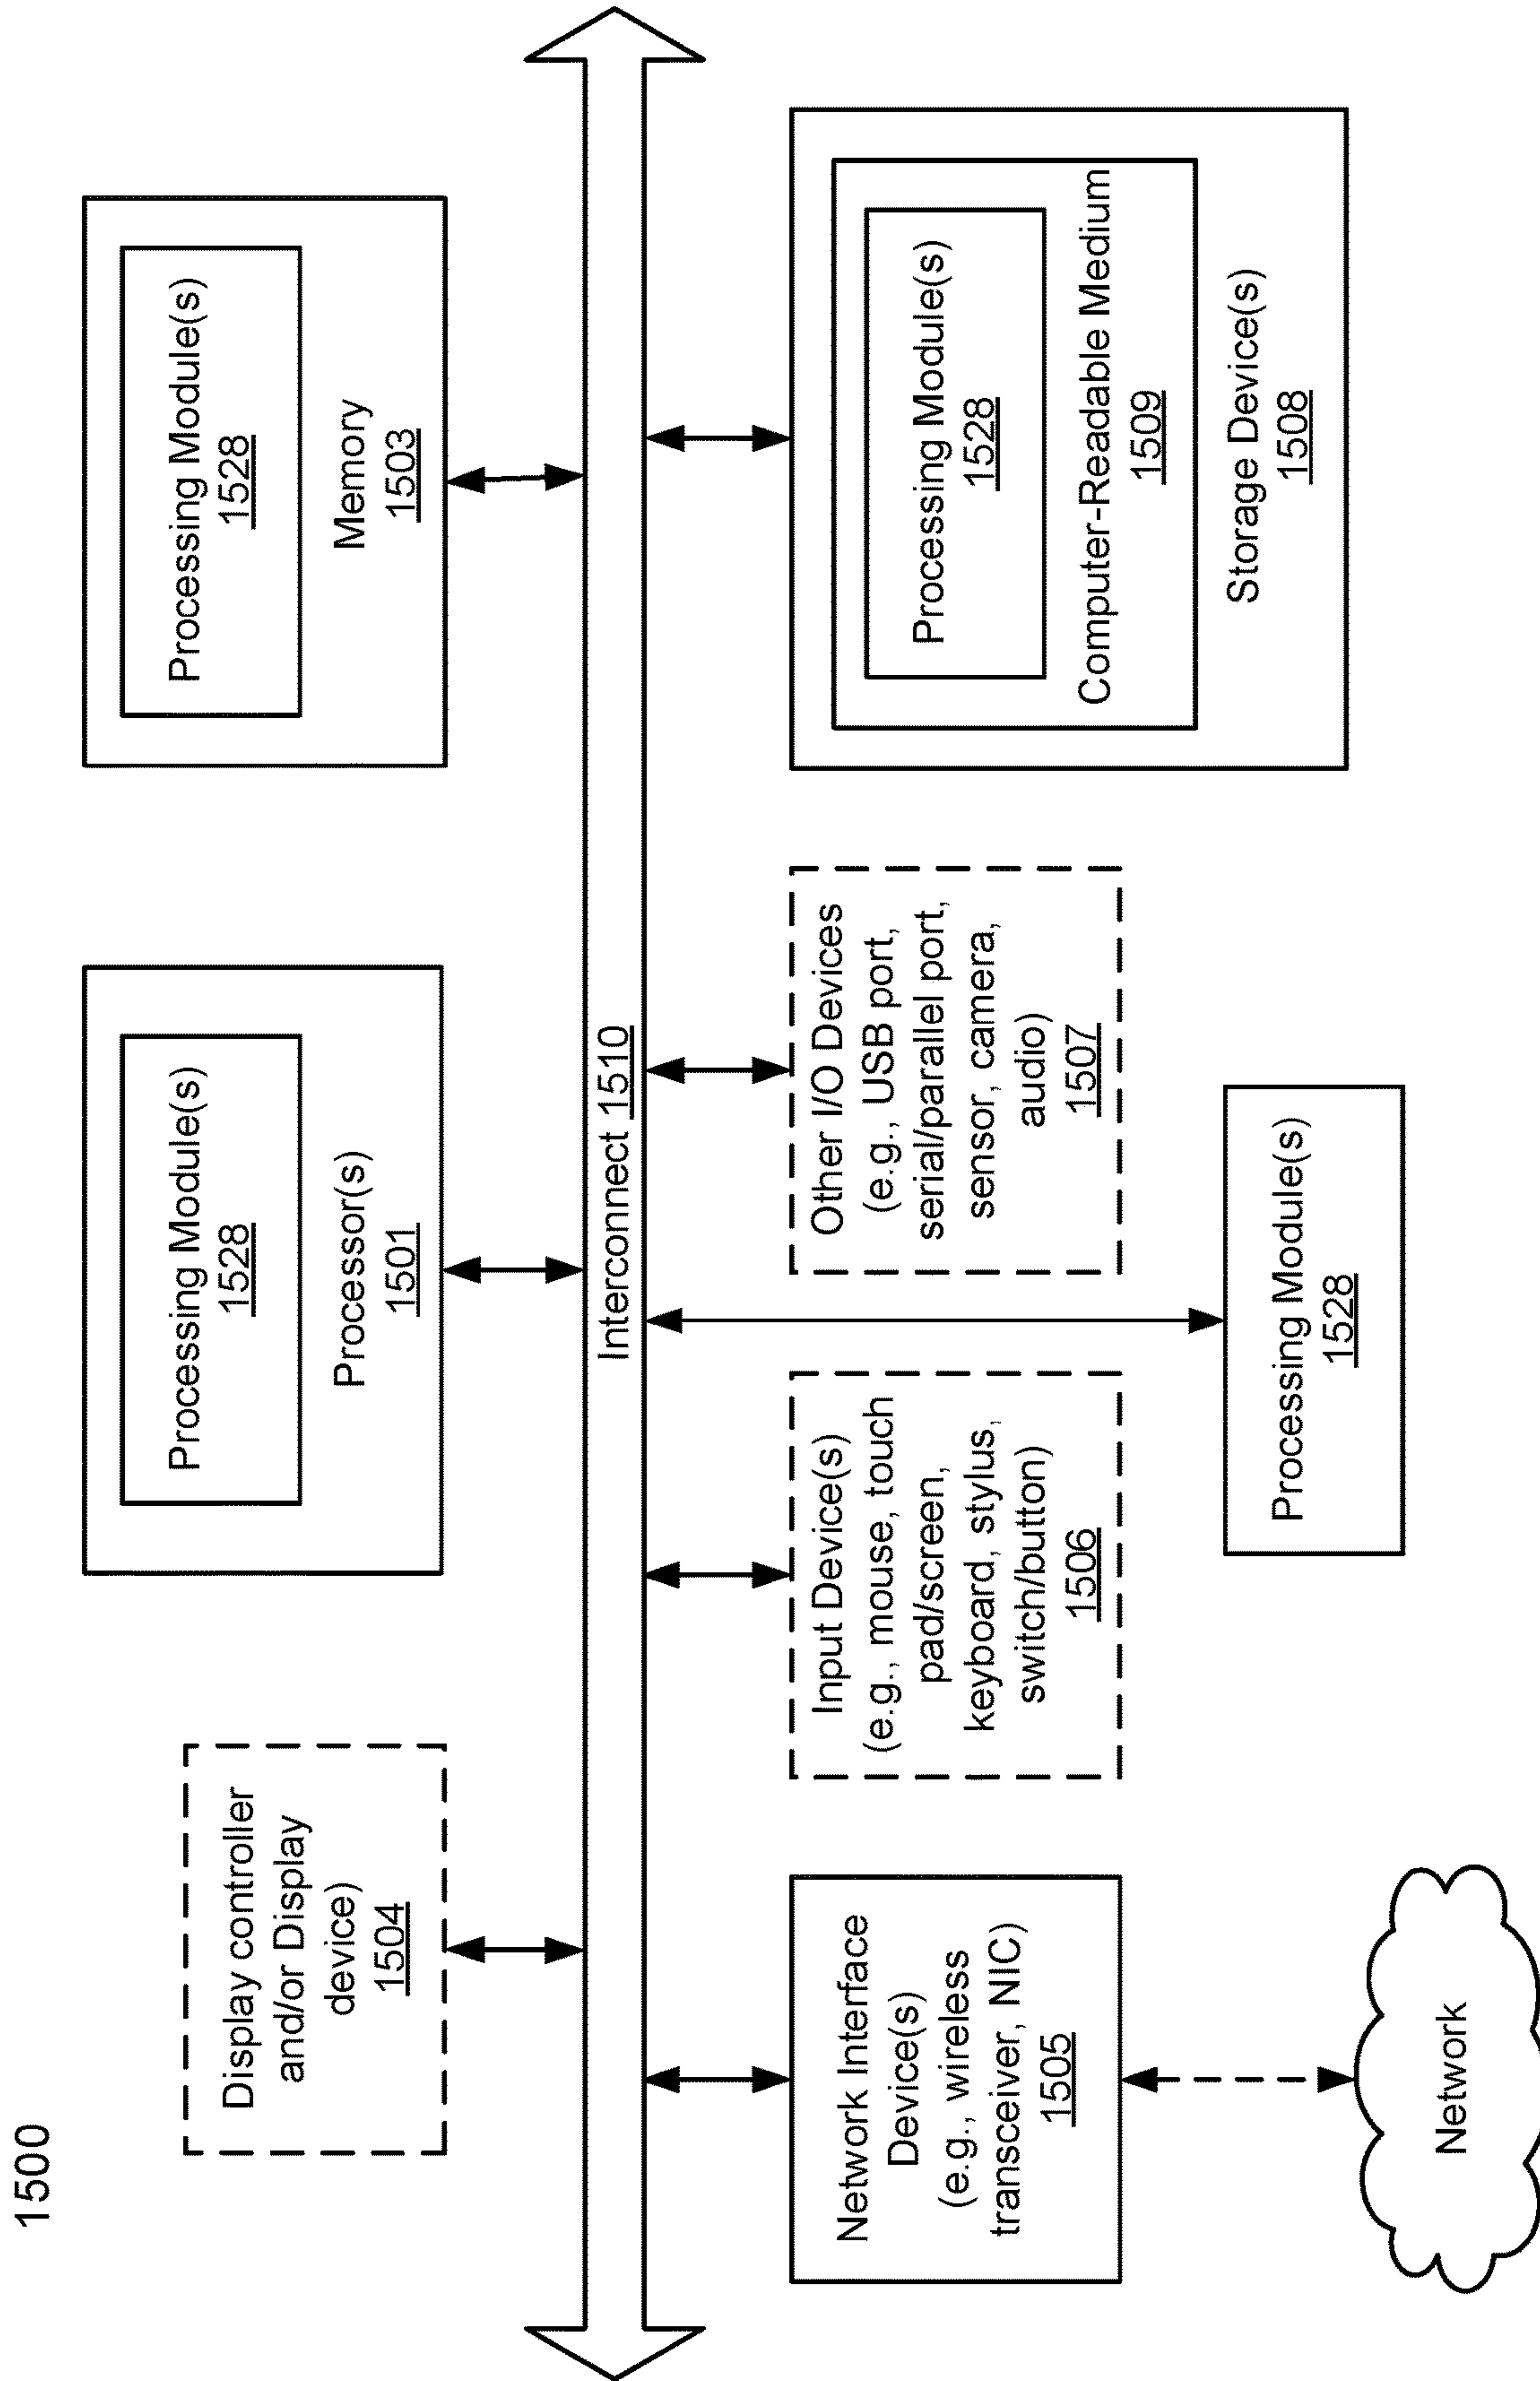 1500
Display controller
and/or Display
device)
1504
Processing Module(s)
1528
Processor(s)
1501
Processing Module(s)
1528
Memory
1503
Interconnect 1510
Network Interface
Device(s)
(e.g., wireless
transceiver, NIC)
1505
Input Device(s)
(e.g., mouse, touch
pad/screen,
keyboard, stylus,
switch/button)
1506
Other I/O Devices
(e.g., USB port,
serial/parallel port,
sensor, camera,
audio)
1507
Processing Module(s)
1528
Computer-Readable Medium
1509
Storage Device(s)
1508
Processing Module(s)
1528
Network